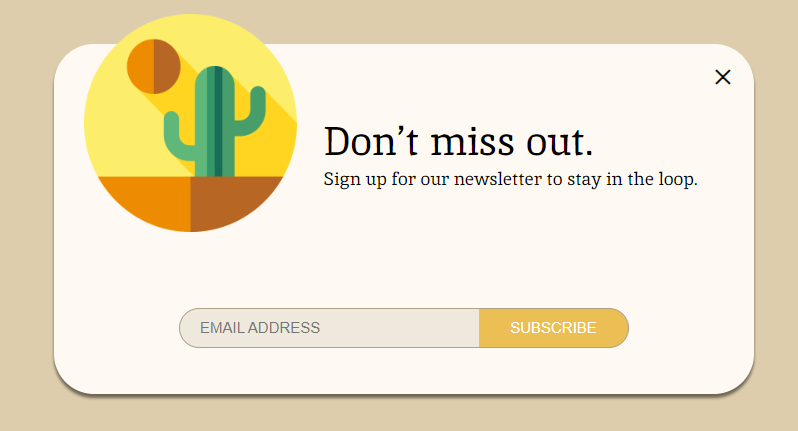 Don’t miss out.
Sign up for our newsletter to stay in the loop.
EMAIL ADDRESS
SUBSCRIBE